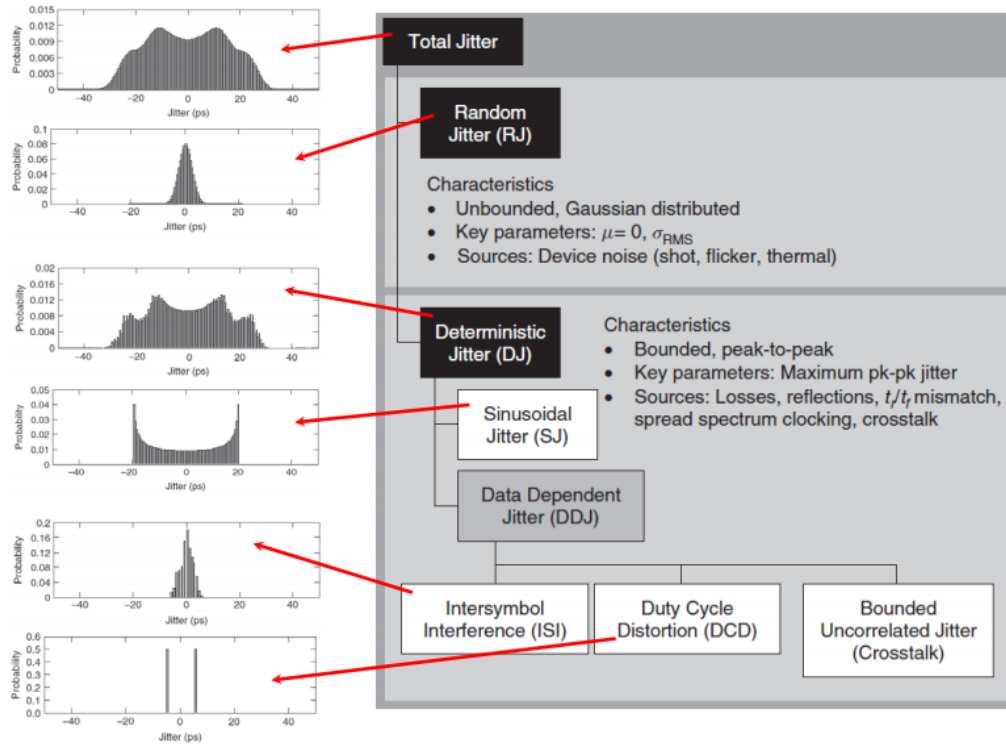 0.015
0.012
0.009
0.006
0.003
0
Probability
−40 −20 0 20 40
Jitter (ps)
0.1
0.08
0.06
0.04
0.02
0
Probability
−40 −20 0 20 40
Jitter (ps)
0.02
0.016
0.012
0.008
0.004
0
Probability
−40 −20 0 20 40
Jitter (ps)
0.05
0.04
0.03
0.02
0.01
0
Probability
−40 −20 0 20 40
Jitter (ps)
0.2
0.16
0.12
0.08
0.04
Probability
−40 −20 0 20 40
Jitter (ps)
0.6
0.5
0.4
0.3
0.2
0.1
0.0
Probability
−40 −20 0 20 40
Jitter (ps)
Total Jitter
Random
Jitter (RJ)
Characteristics
• Unbounded, Gaussian distributed
• Key parameters: μ= 0, σRMS
• Sources: Device noise (shot, flicker, thermal)
Deterministic
Jitter (DJ)
Characteristics
• Bounded, peak-to-peak
• Key parameters: Maximum pk-pk jitter
• Sources: Losses, reflections, tr/tf mismatch,
spread spectrum clocking, crosstalk
Sinusoidal
Jitter (SJ)
Data Dependent
Jitter (DDJ)
Intersymbol
Interference (ISI)
Duty Cycle
Distortion (DCD)
Bounded
Uncorrelated Jitter
(Crosstalk)